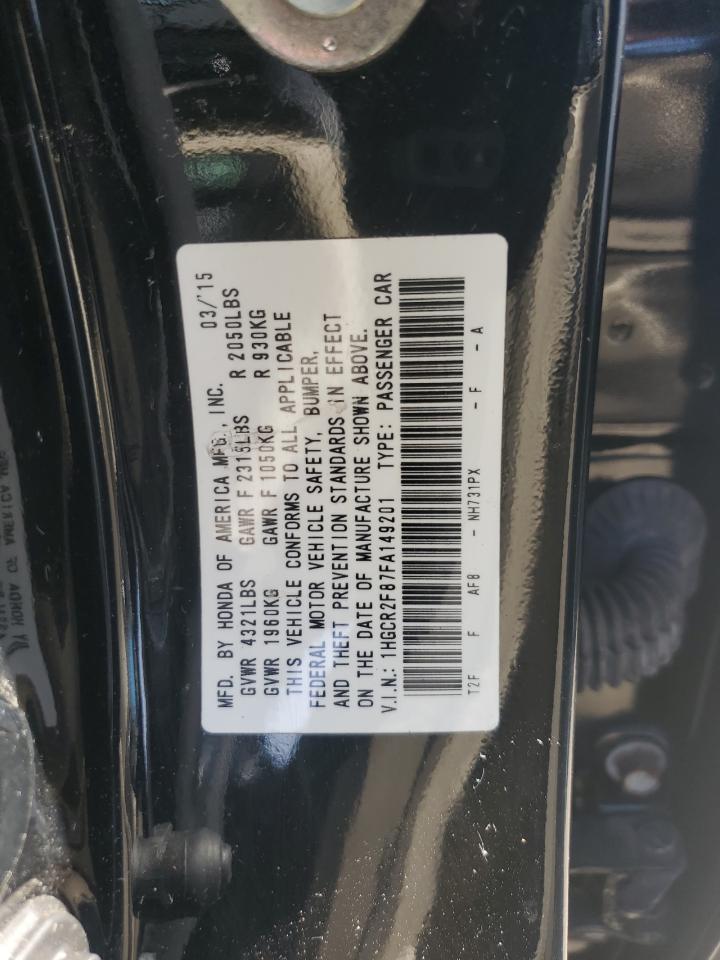 MFD. BY HONDA OF AMERICA MFG., INC. 03/'15
GVWR 4321LBS GAWR F 2315LBS R 2050LBS
GVWR 1960KG GAWR F 1050KG R 930KG
THIS VEHICLE CONFORMS TO ALL APPLICABLE
FEDERAL MOTOR VEHICLE SAFETY, BUMPER,
AND THEFT PREVENTION STANDARDS IN EFFECT
ON THE DATE OF MANUFACTURE SHOWN ABOVE.
V.I.N.: 1HGCR2F87FA149201 TYPE: PASSENGER CAR
T2F F AF8 - NH731PX - F - A